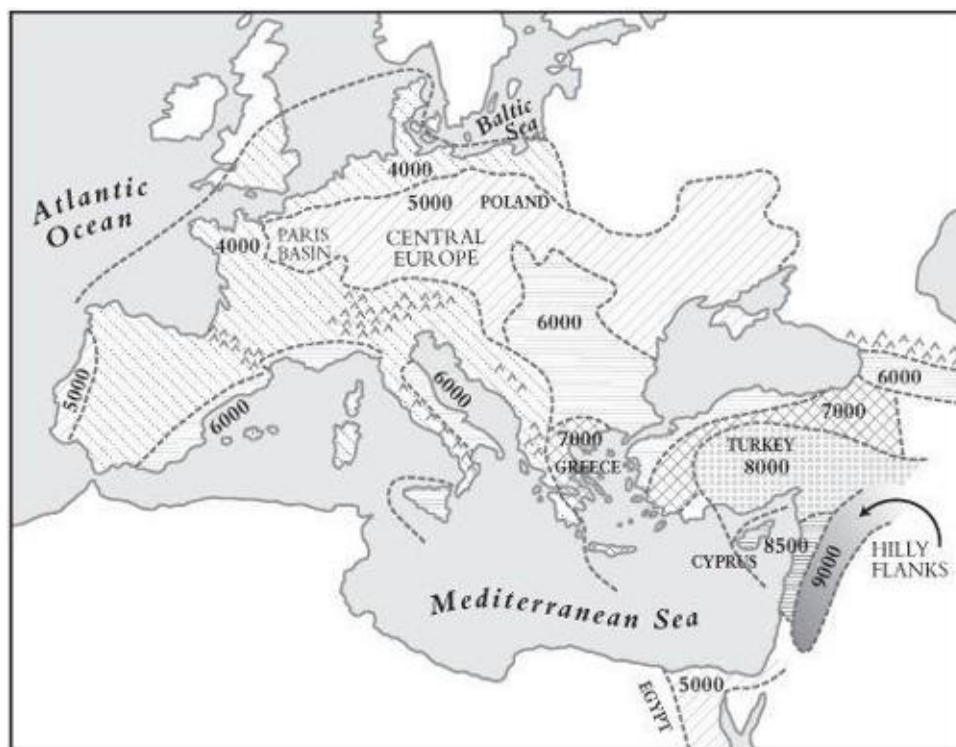 Baltic
Sea
Atlantic
Ocean
4000
5000
POLAND
4000
PARIS
BASIN
CENTRAL
EUROPE
6000
6000
5000
6000
6000
7000
7000
GREECE
TURKEY
8000
CYPRUS
8500
9000
HILLY
FLANKS
Mediterranean Sea
5000
EGYPT